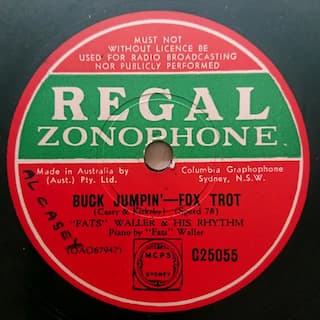 MUST NOT
WITHOUT LICENCE BE
USED FOR RADIO BROADCASTING
NOR PUBLICLY PERFORMED
REGAL
ZONOPHONE
Made in Australia by
(Aust.) Pty. Ltd.
Columbia Graphophone
Sydney, N.S.W.
AL CASEY
BUCK JUMPIN'—FOX TROT
(Casey & Kirkeby) (Speed 78)
"FATS" WALLER & HIS RHYTHM
(OAO67947)
Piano by "Fats" Waller
M.C.P.S
SYDNEY
G25055